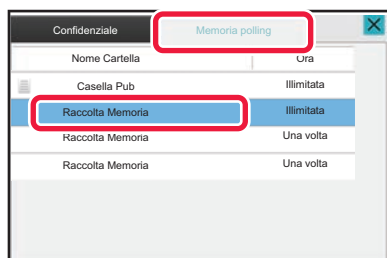 Confidenziale Memoria polling
Nome Cartella Ora
Casella Pub Illimitata
Raccolta Memoria Illimitata
Raccolta Memoria Una volta
Raccolta Memoria Una volta